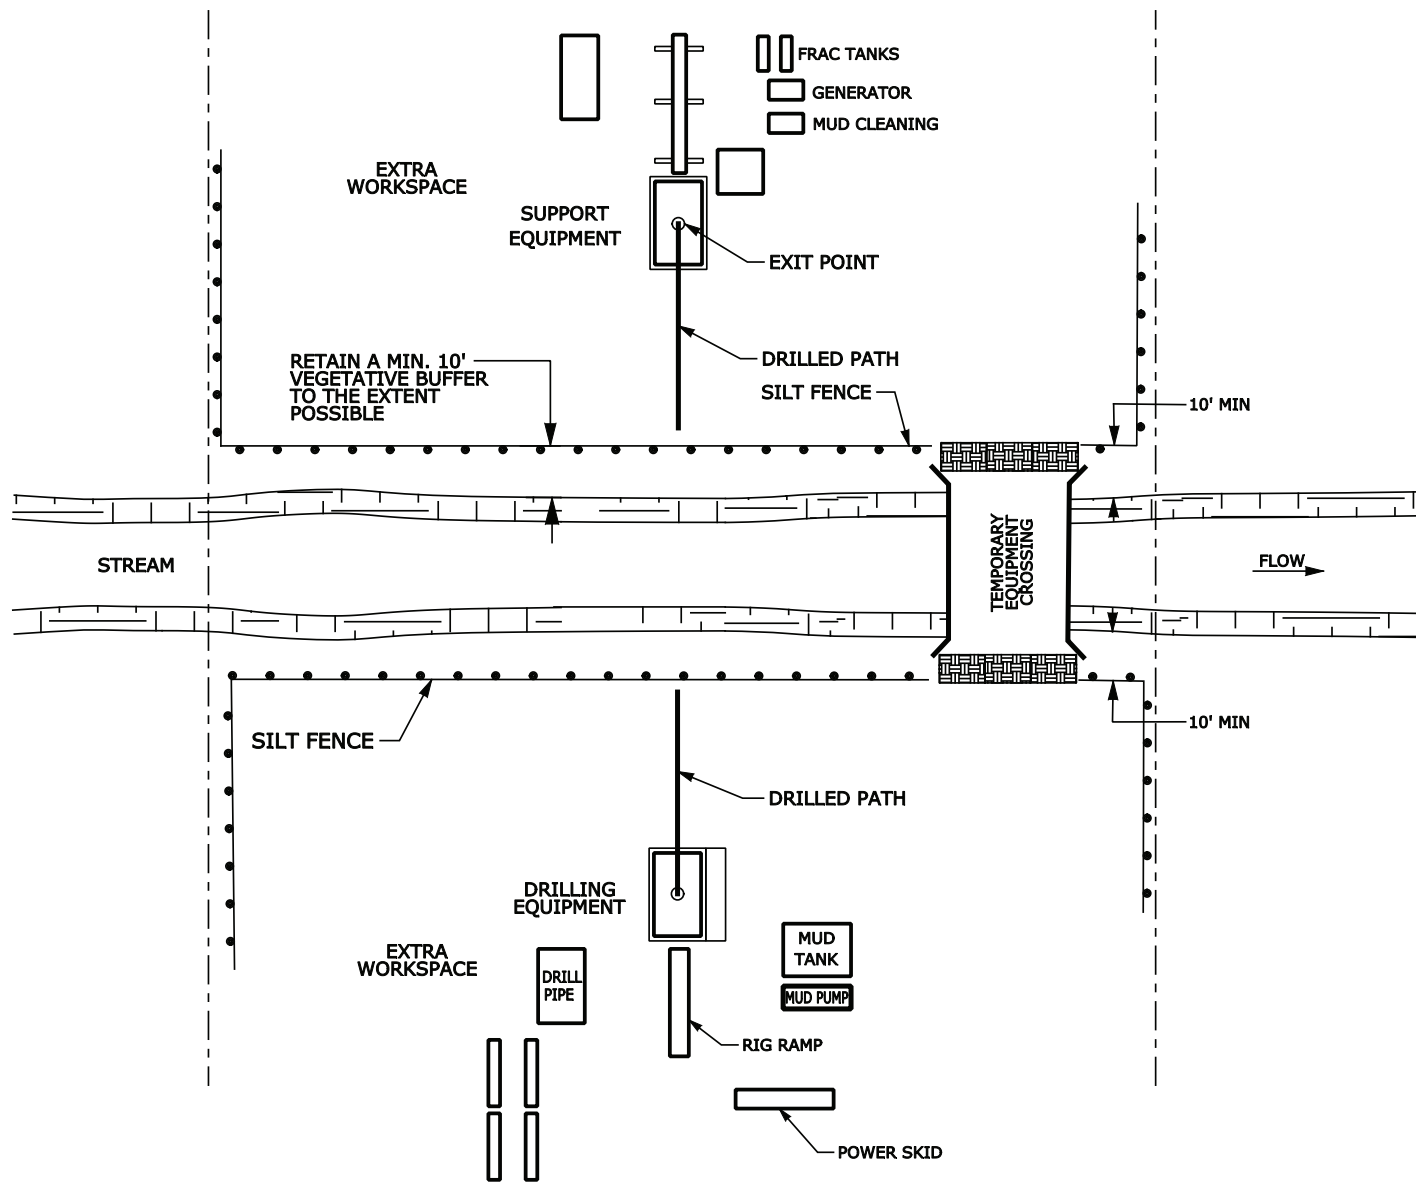 FRAC TANKS
GENERATOR
MUD CLEANING
EXTRA
WORKSPACE
SUPPORT
EQUIPMENT
EXIT POINT
DRILLED PATH
RETAIN A MIN. 10'
VEGETATIVE BUFFER
TO THE EXTENT
POSSIBLE
SILT FENCE
10' MIN
TEMPORARY
EQUIPMENT
CROSSING
STREAM
FLOW
SILT FENCE
10' MIN
DRILLED PATH
DRILLING
EQUIPMENT
EXTRA
WORKSPACE
DRILL
PIPE
MUD
TANK
MUD PUMP
RIG RAMP
POWER SKID